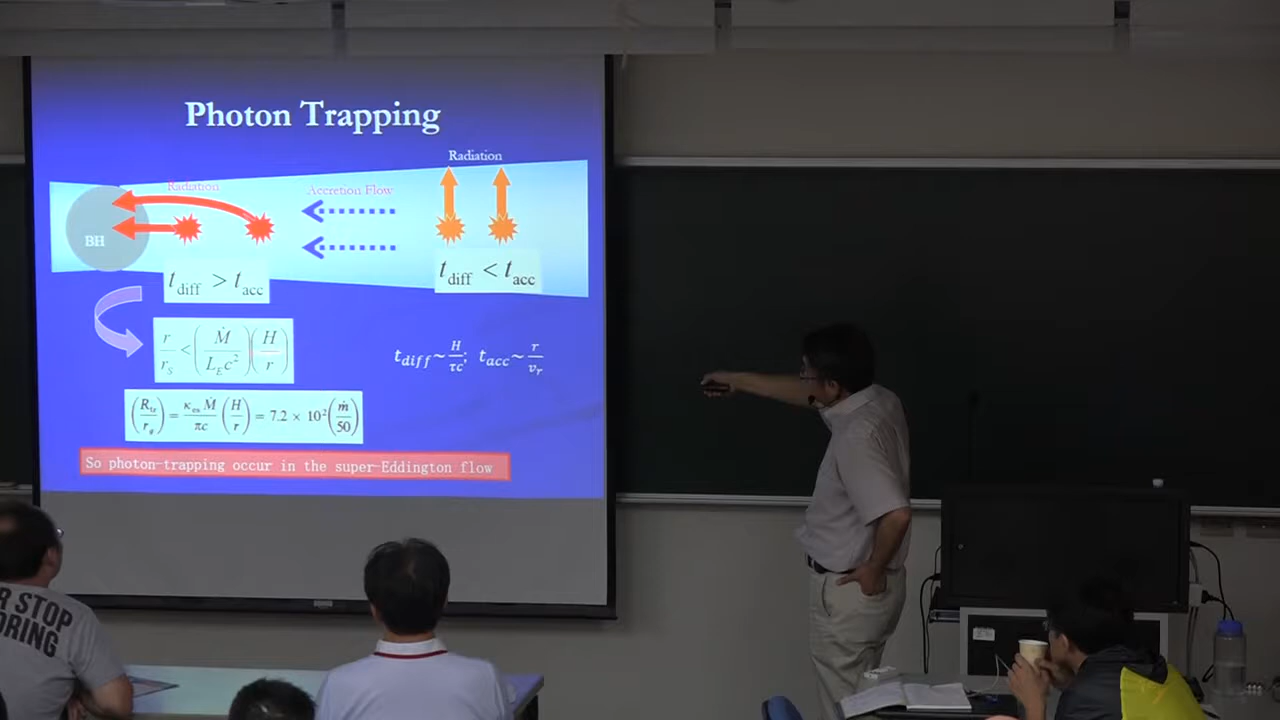 Photon Trapping
Radiation
Radiation
Accretion Flow
BH
t_diff > t_acc
t_diff < t_acc
r/r_S < (Ṁ/L_E c²)(H/r)
t_diff ~ H/τc; t_acc ~ r/v_r
(R_tr/r_g) = κ_es Ṁ/πc (H/r) = 7.2 × 10² (ṁ/50)
So photon-trapping occur in the super-Eddington flow
STOP